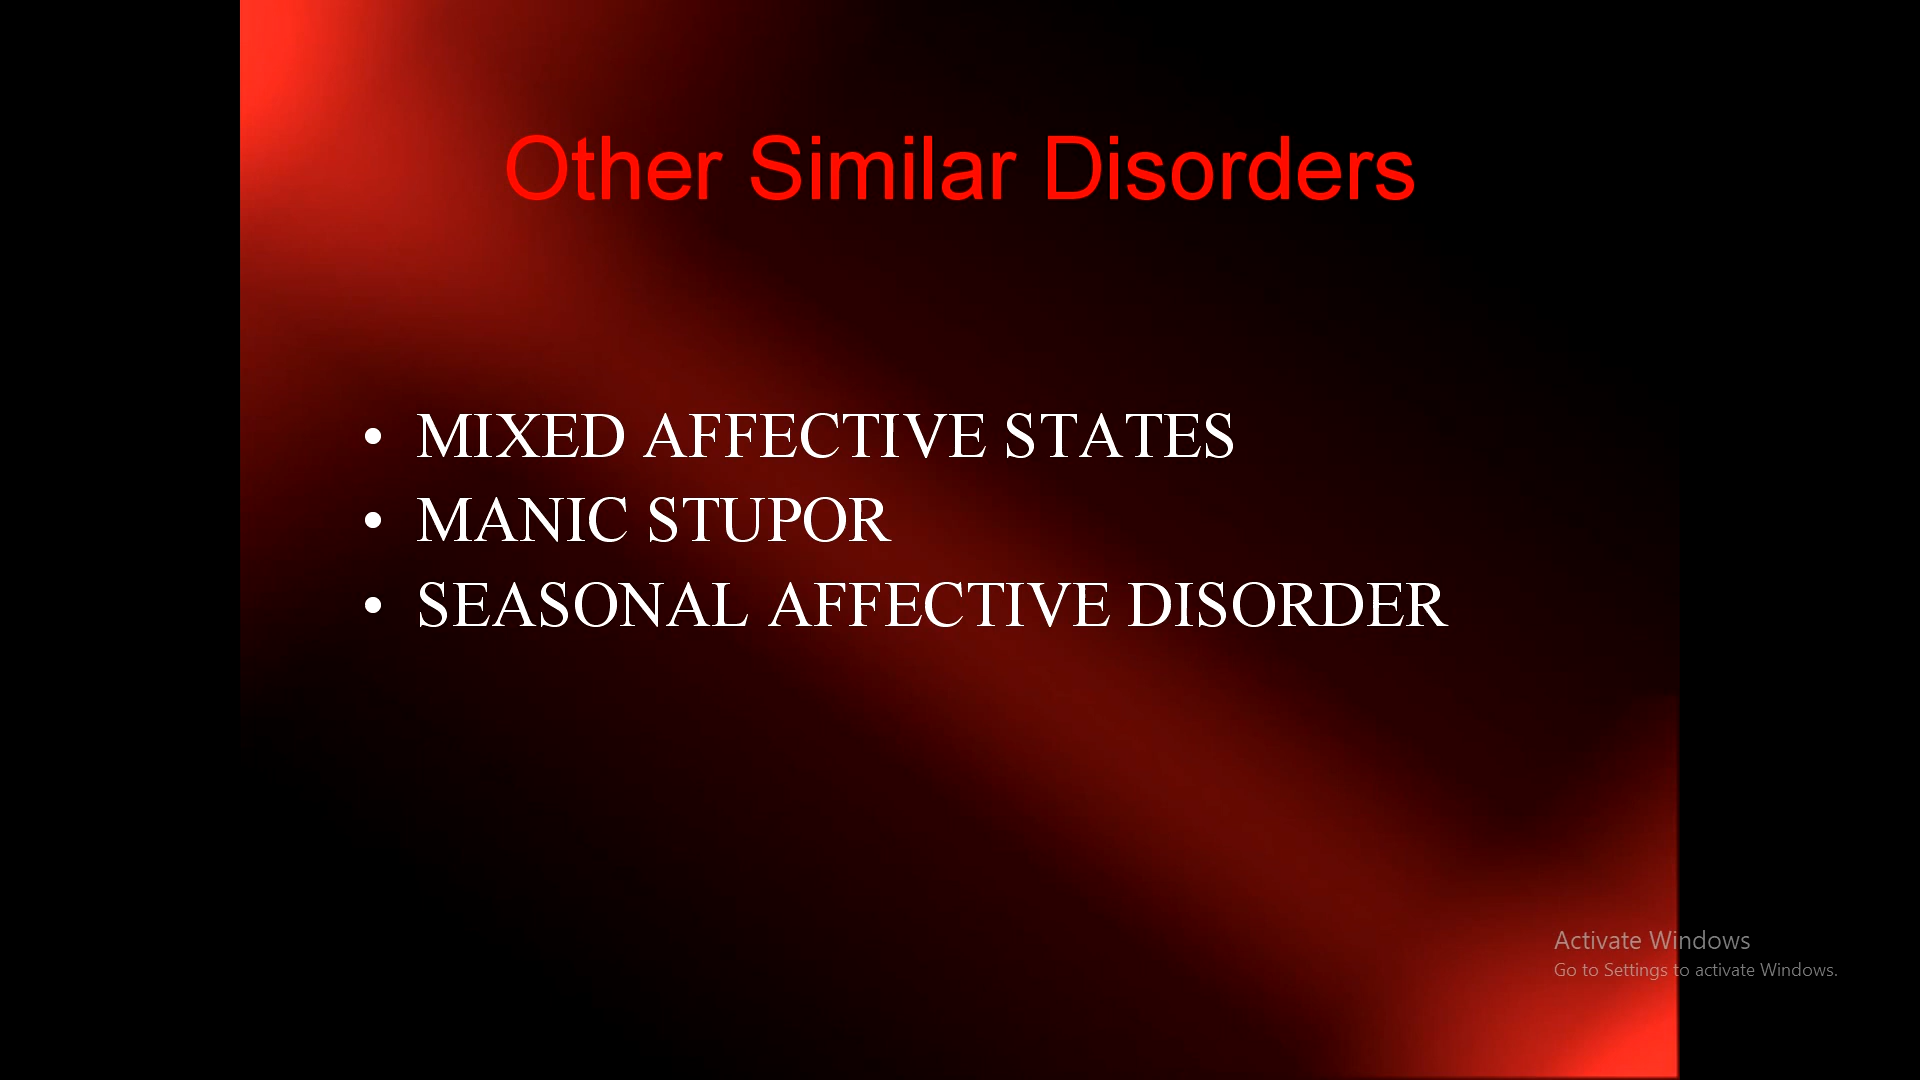 Other Similar Disorders
• MIXED AFFECTIVE STATES
• MANIC STUPOR
• SEASONAL AFFECTIVE DISORDER
Activate Windows
Go to Settings to activate Windows.